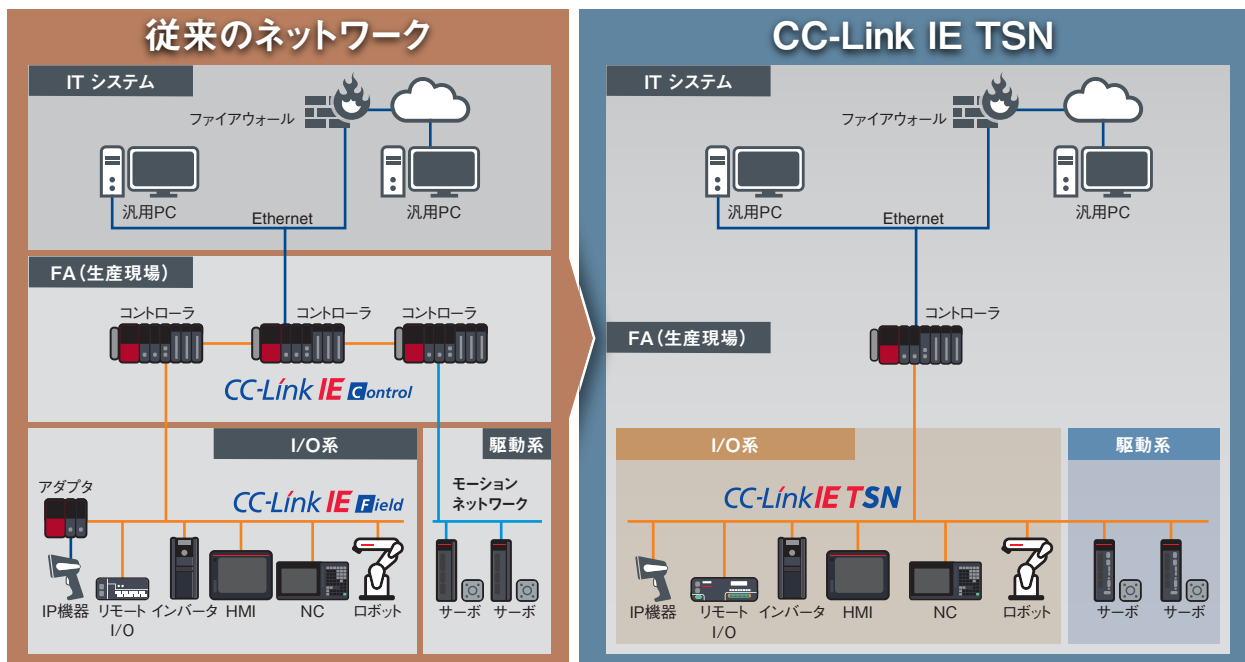 従来のネットワーク
IT システム
ファイアウォール
汎用PC
汎用PC
Ethernet
FA(生産現場)
コントローラ
コントローラ
コントローラ
CC-Link IE Control
I/O系
駆動系
アダプタ
CC-Link IE Field
モーション
ネットワーク
IP機器
リモート
I/O
インバータ
HMI
NC
ロボット
サーボ
サーボ
CC-Link IE TSN
IT システム
ファイアウォール
汎用PC
汎用PC
Ethernet
コントローラ
FA(生産現場)
I/O系
駆動系
CC-Link IE TSN
IP機器
リモート
I/O
インバータ
HMI
NC
ロボット
サーボ
サーボ